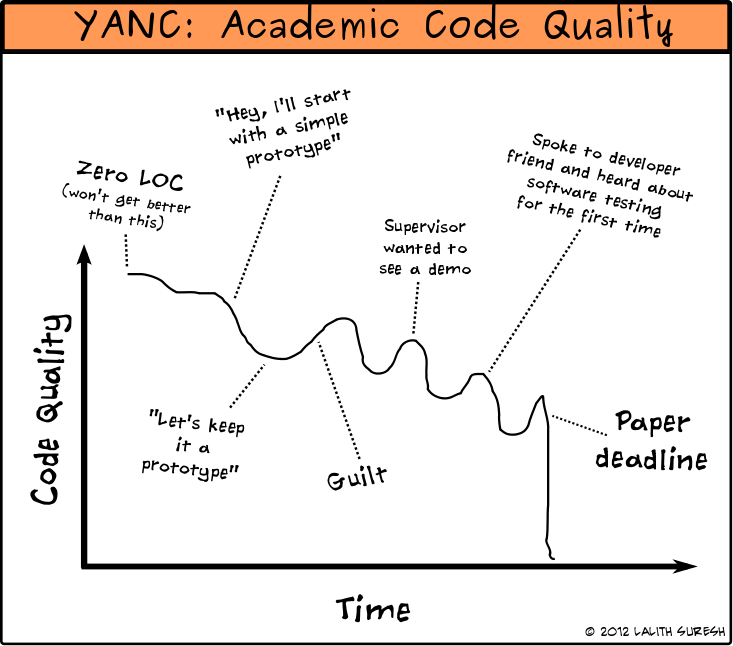 YANC: Academic Code Quality
"Hey, I'll start
with a simple
prototype"
Zero LOC
(won't get better
than this)
Spoke to developer
friend and heard about
software testing
for the first time
Supervisor
wanted to
see a demo
Code Quality
"Let's keep
it a
prototype"
Guilt
Paper
deadline
Time
© 2012 LALITH SURESH